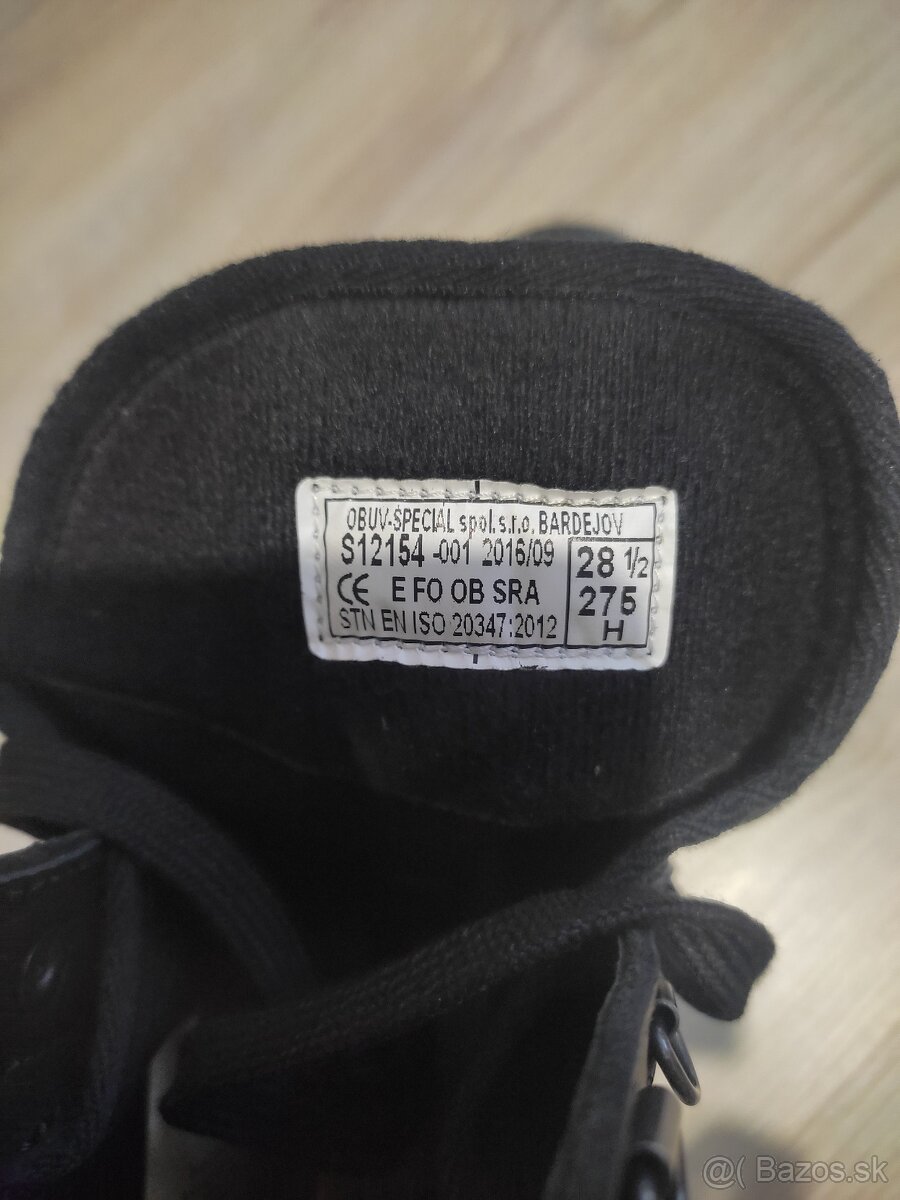 OBUV-ŠPECIÁL spol.s.r.o. BARDEJOV
S12154 -001 2016/09
28 1/2
CE E FO OB SRA
275
STN EN ISO 20347:2012
H
@( Bazos.sk